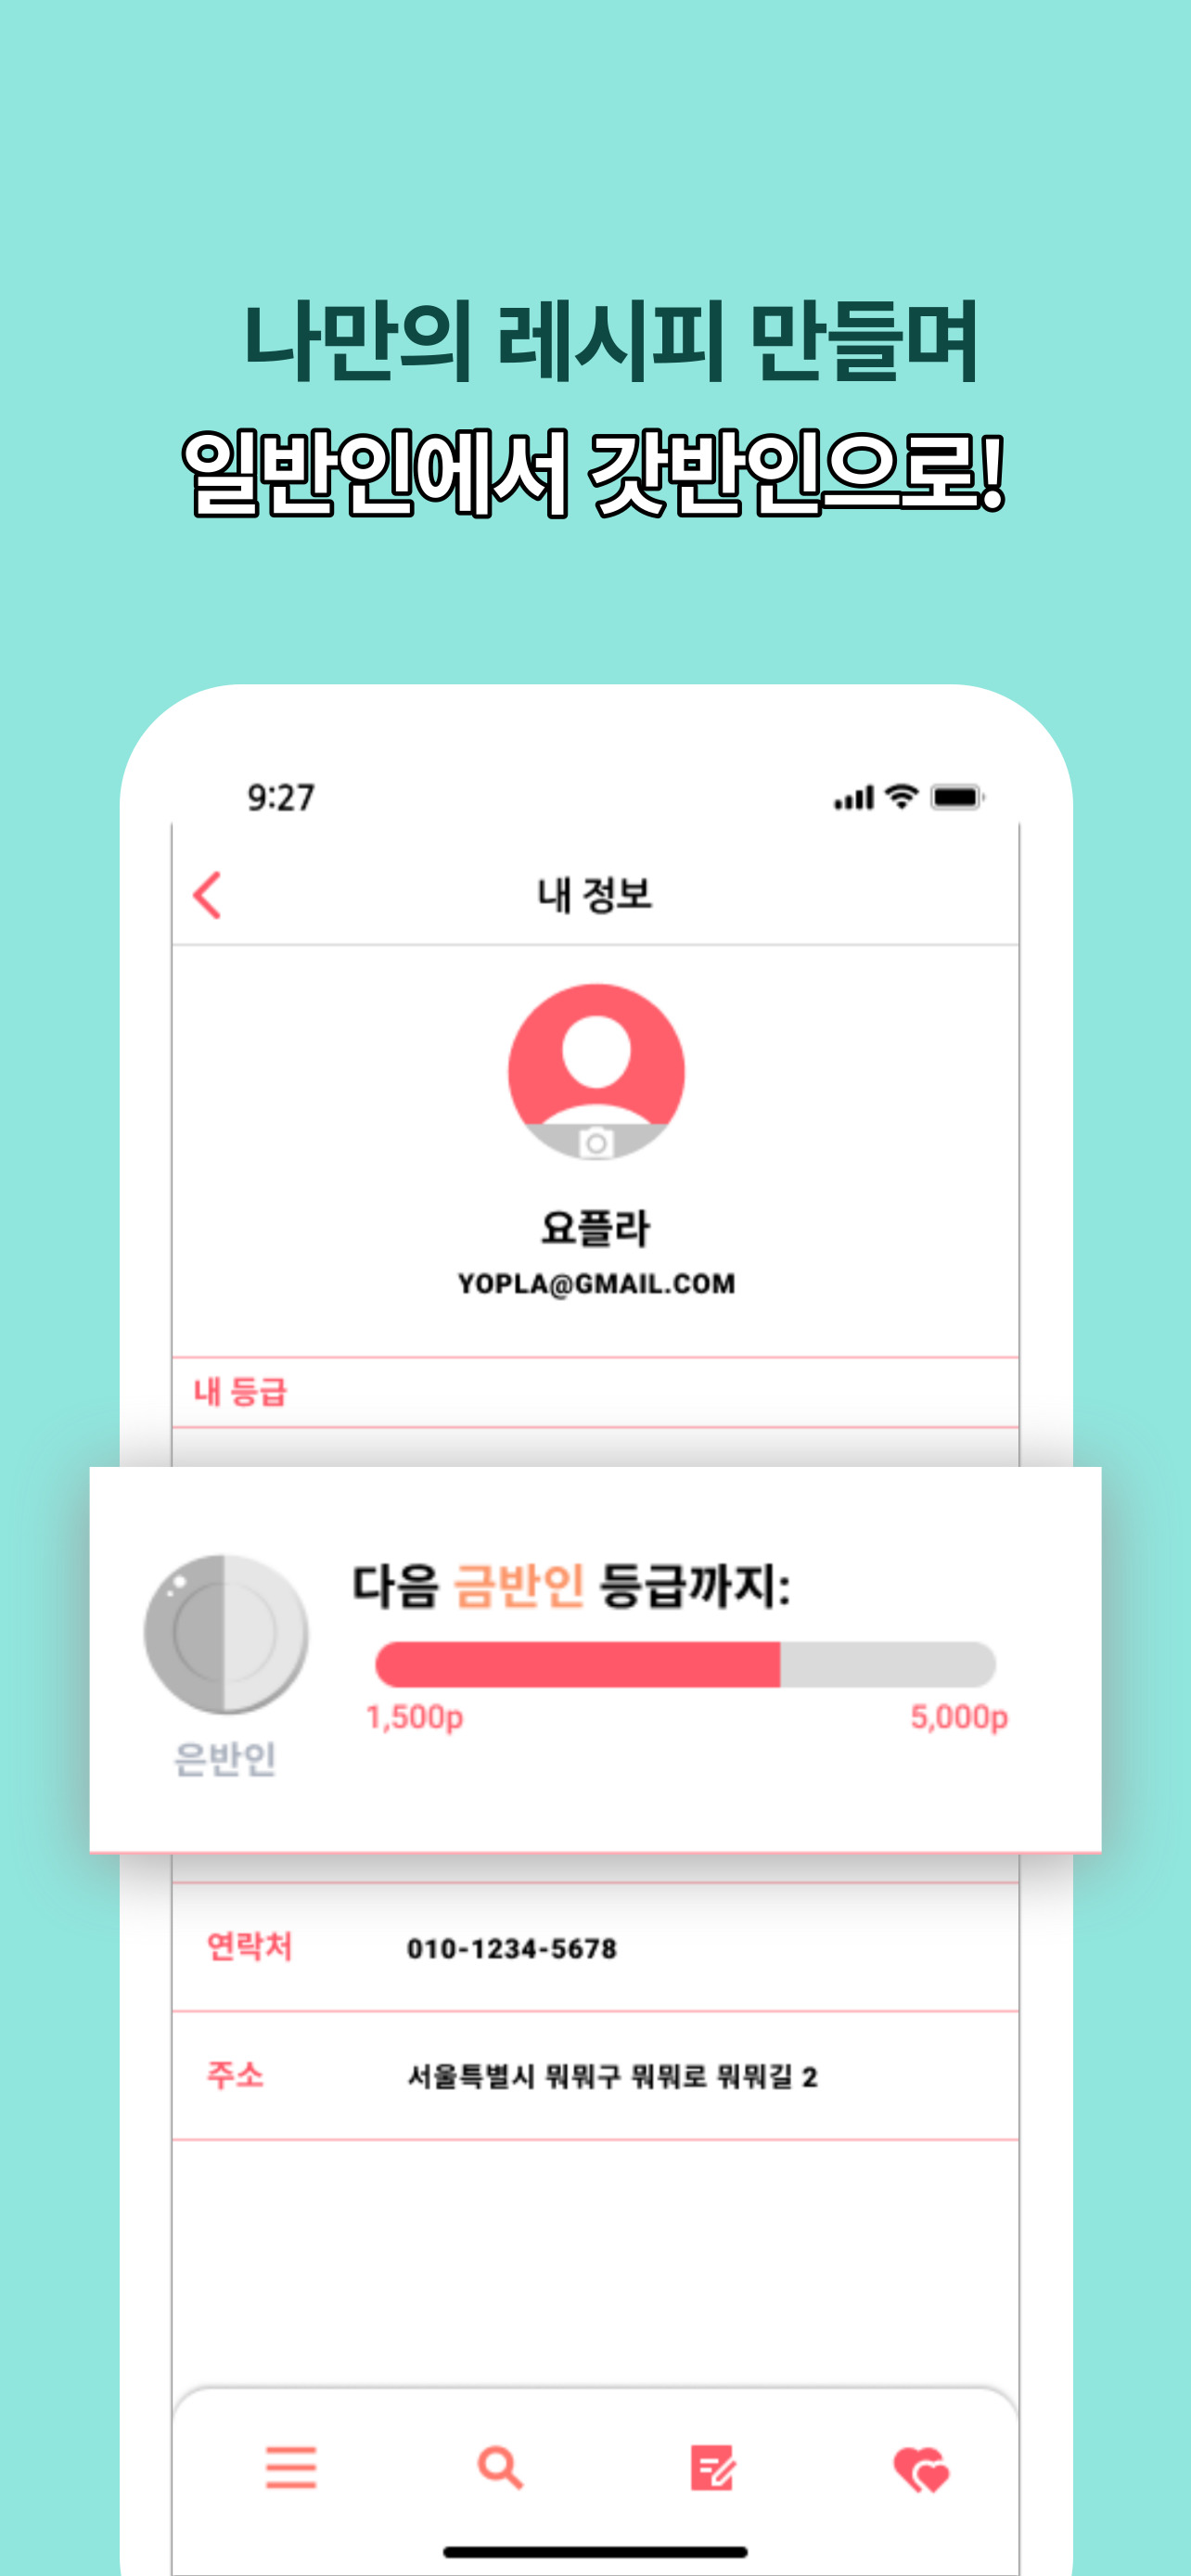 나만의 레시피 만들며
일반인에서 갓반인으로!
9:27
내 정보
요플라
YOPLA@GMAIL.COM
내 등급
다음 금반인 등급까지:
1,500p 5,000p
은반인
연락처 010-1234-5678
주소 서울특별시 뭐뭐구 뭐뭐로 뭐뭐길 2